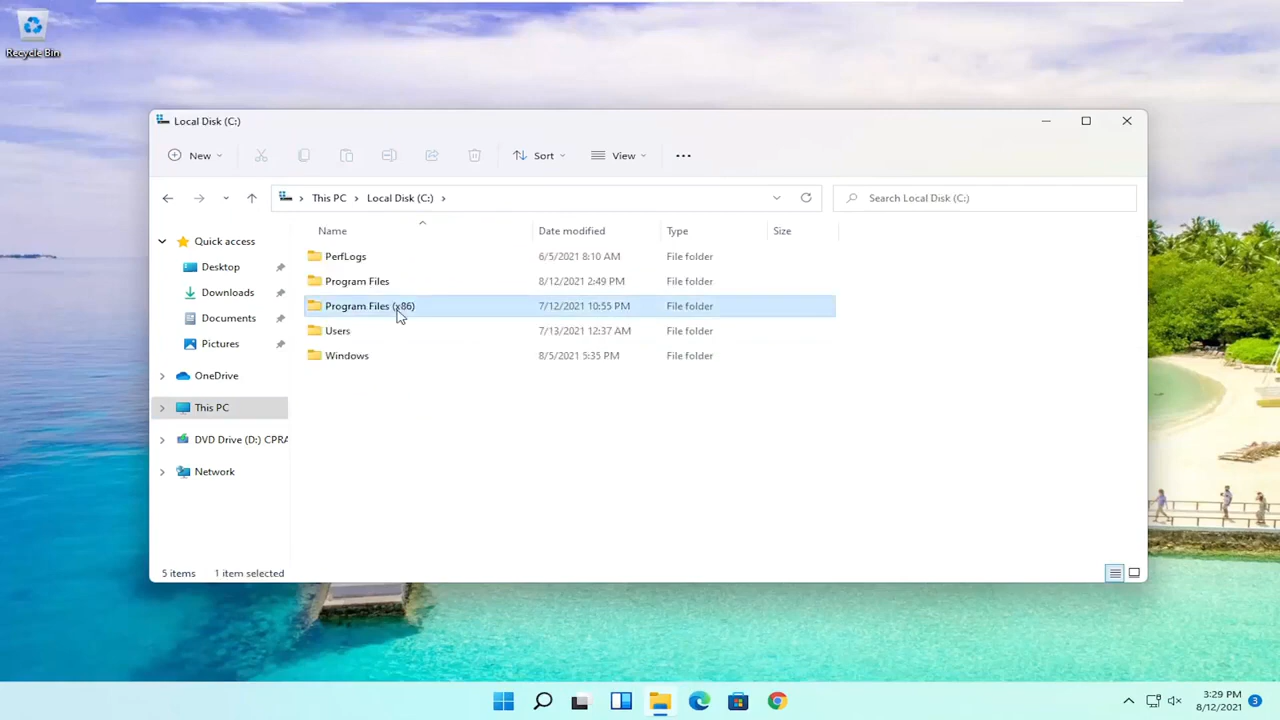 Recycle Bin
Local Disk (C:)
New
Sort
View
This PC > Local Disk (C:) >
Search Local Disk (C:)
Quick access
Desktop
Downloads
Documents
Pictures
OneDrive
This PC
DVD Drive (D:) CPRA
Network
Name Date modified Type Size
PerfLogs 6/5/2021 8:10 AM File folder
Program Files 8/12/2021 2:49 PM File folder
Program Files (x86) 7/12/2021 10:55 PM File folder
Users 7/13/2021 12:37 AM File folder
Windows 8/5/2021 5:35 PM File folder
5 items 1 item selected
3:29 PM
8/12/2021
3